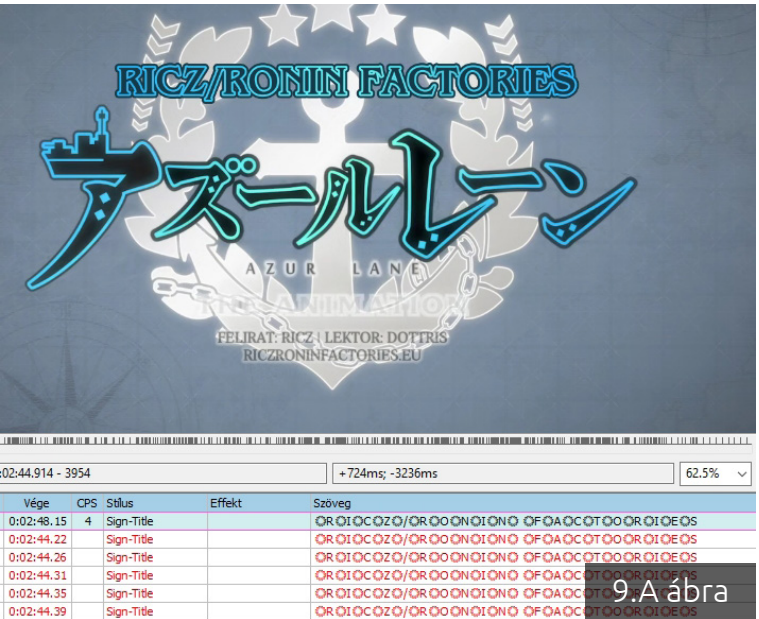 RICZ/RONIN FACTORIES
アズールレーン
AZUR LANE
THE ANIMATION
FELIRAT: RICZ | LEKTOR: DOTTRIS
RICZRONINFACTORIES.EU
:02:44.914 - 3954
+724ms; -3236ms
62.5%
Vége CPS Stílus Effekt Szöveg
0:02:48.15 4 Sign-Title ☼R☼I☼C☼Z☼/☼R☼O☼N☼I☼N☼ ☼F☼A☼C☼T☼O☼R☼I☼E☼S
0:02:44.22 Sign-Title ☼R☼I☼C☼Z☼/☼R☼O☼N☼I☼N☼ ☼F☼A☼C☼T☼O☼R☼I☼E☼S
0:02:44.26 Sign-Title ☼R☼I☼C☼Z☼/☼R☼O☼N☼I☼N☼ ☼F☼A☼C☼T☼O☼R☼I☼E☼S
0:02:44.31 Sign-Title ☼R☼I☼C☼Z☼/☼R☼O☼N☼I☼N☼ ☼F☼A☼C☼T☼O☼R☼I☼E☼S
0:02:44.35 Sign-Title ☼R☼I☼C☼Z☼/☼R☼O☼N☼I☼N☼ ☼F☼A☼C☼T☼O☼R☼I☼E☼S
0:02:44.39 Sign-Title ☼R☼I☼C☼Z☼/☼R☼O☼N☼I☼N☼ ☼F☼A☼C☼T☼O☼R☼I☼E☼S
9.A ábra